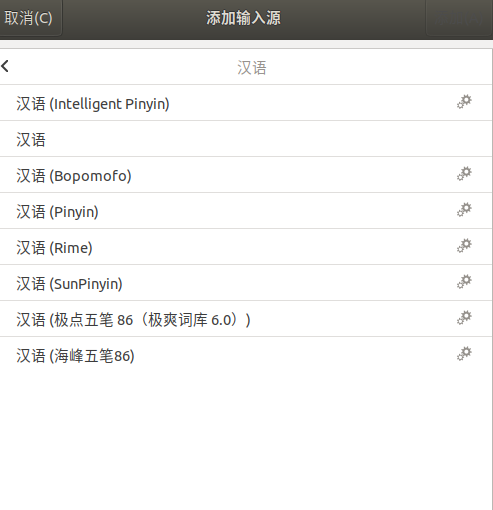 取消(C) 添加输入源
汉语
汉语 (Intelligent Pinyin)
汉语
汉语 (Bopomofo)
汉语 (Pinyin)
汉语 (Rime)
汉语 (SunPinyin)
汉语 (极点五笔 86（极爽词库 6.0）)
汉语 (海峰五笔86)